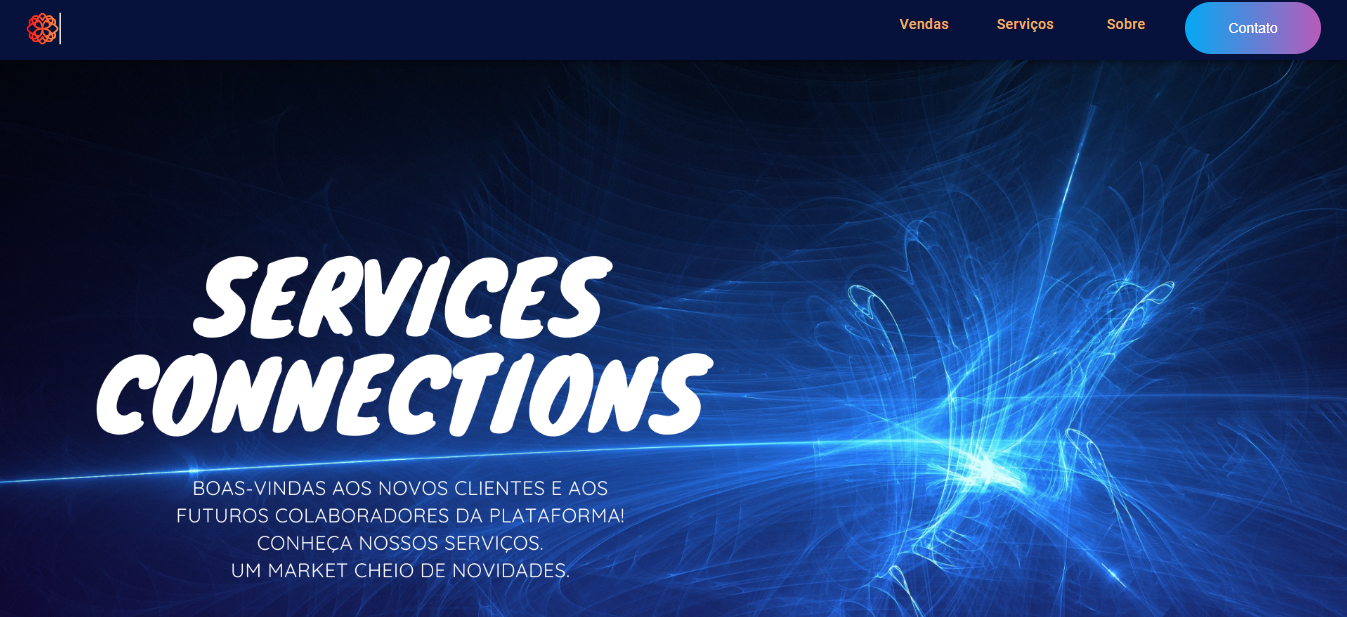 Vendas Serviços Sobre Contato
SERVICES
CONNECTIONS
BOAS-VINDAS AOS NOVOS CLIENTES E AOS
FUTUROS COLABORADORES DA PLATAFORMA!
CONHEÇA NOSSOS SERVIÇOS.
UM MARKET CHEIO DE NOVIDADES.